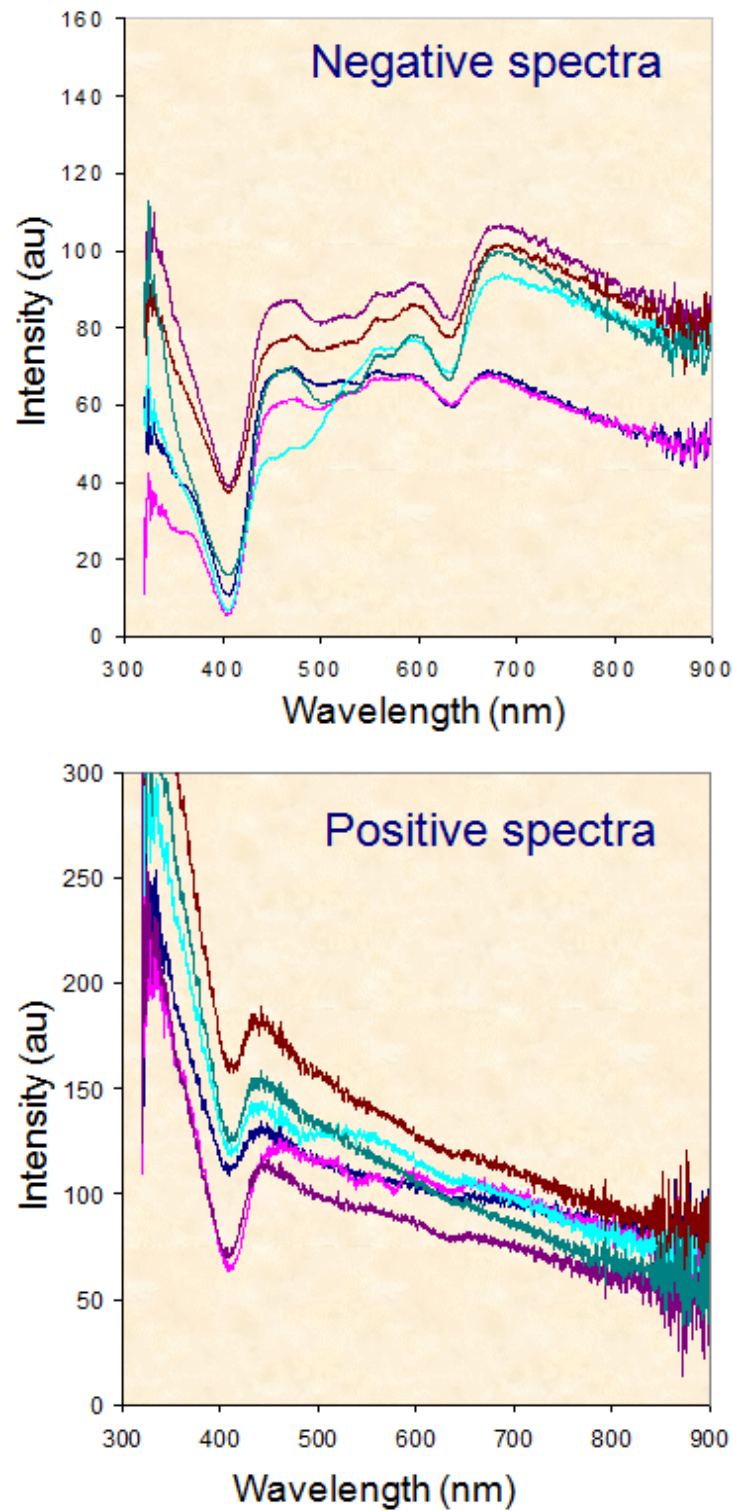 Negative spectra
160
140
120
100
80
60
40
20
0
300 400 500 600 700 800 900
Intensity (au)
Wavelength (nm)
Positive spectra
300
250
200
150
100
50
0
300 400 500 600 700 800 900
Intensity (au)
Wavelength (nm)